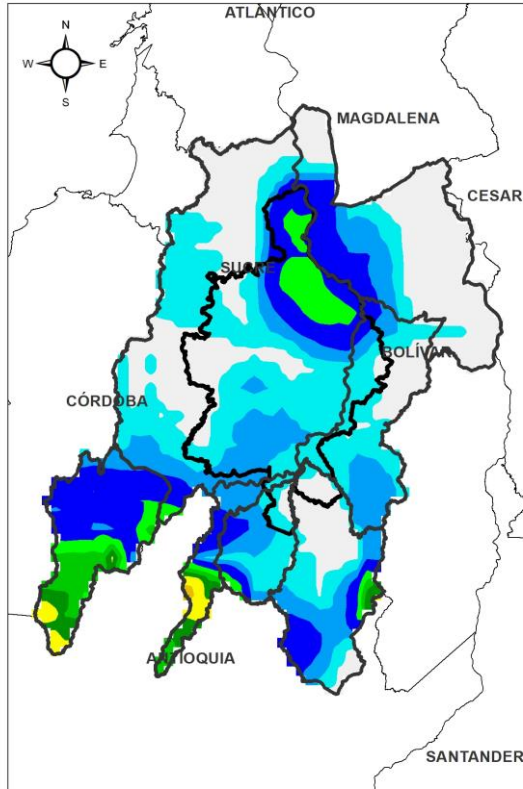 ATLÁNTICO
N
W E
S
MAGDALENA
CESAR
SUCRE
BOLÍVAR
CÓRDOBA
ANTIOQUIA
SANTANDER